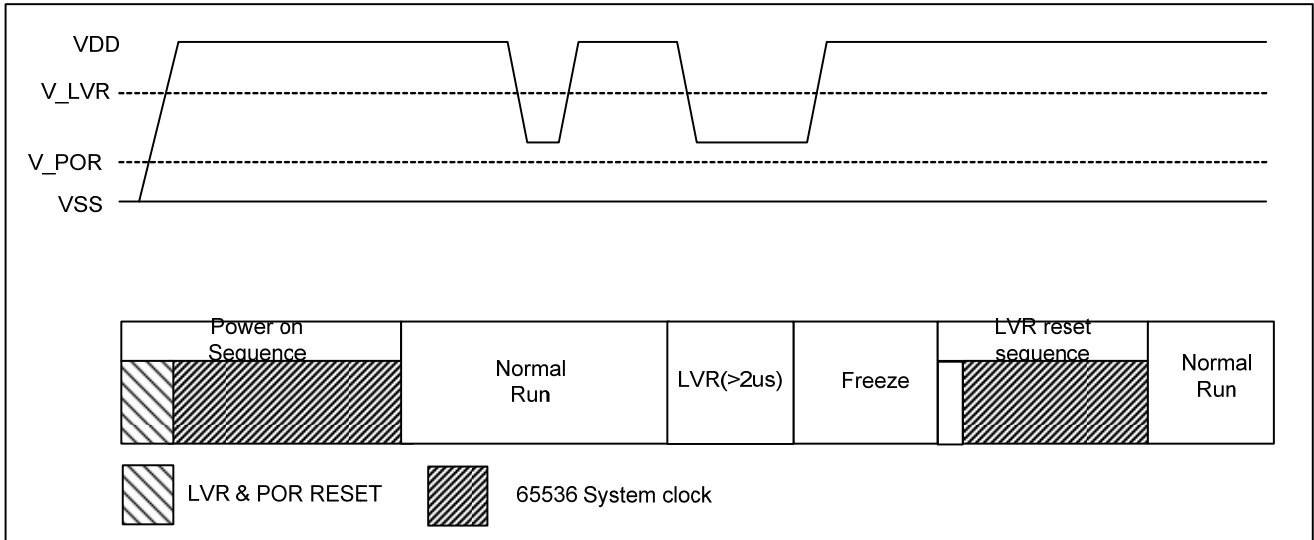 VDD
V_LVR
V_POR
VSS
Power on
Sequence
Normal
Run
LVR(>2us)
Freeze
LVR reset
sequence
Normal
Run
LVR & POR RESET
65536 System clock